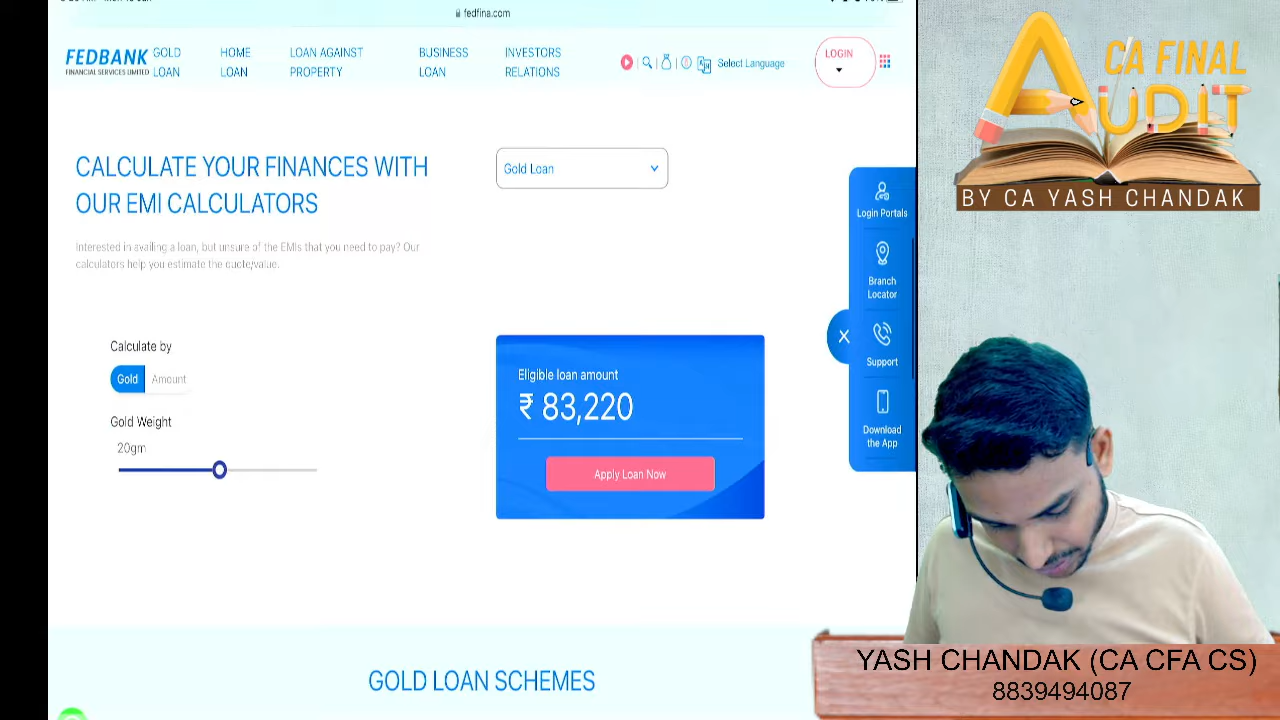 fedfina.com
FEDBANK
FINANCIAL SERVICES LIMITED
GOLD
LOAN
HOME
LOAN
LOAN AGAINST
PROPERTY
BUSINESS
LOAN
INVESTORS
RELATIONS
Select Language
LOGIN
CALCULATE YOUR FINANCES WITH
OUR EMI CALCULATORS
Interested in availing a loan, but unsure of the EMIs that you need to pay? Our
calculators help you estimate the quote/value.
Gold Loan
Calculate by
Gold Amount
Gold Weight
20gm
Eligible loan amount
₹ 83,220
Apply Loan Now
X
Login Portals
Branch
Locator
Support
Download
the App
GOLD LOAN SCHEMES
CA FINAL
AUDIT
BY CA YASH CHANDAK
YASH CHANDAK (CA CFA CS)
8839494087